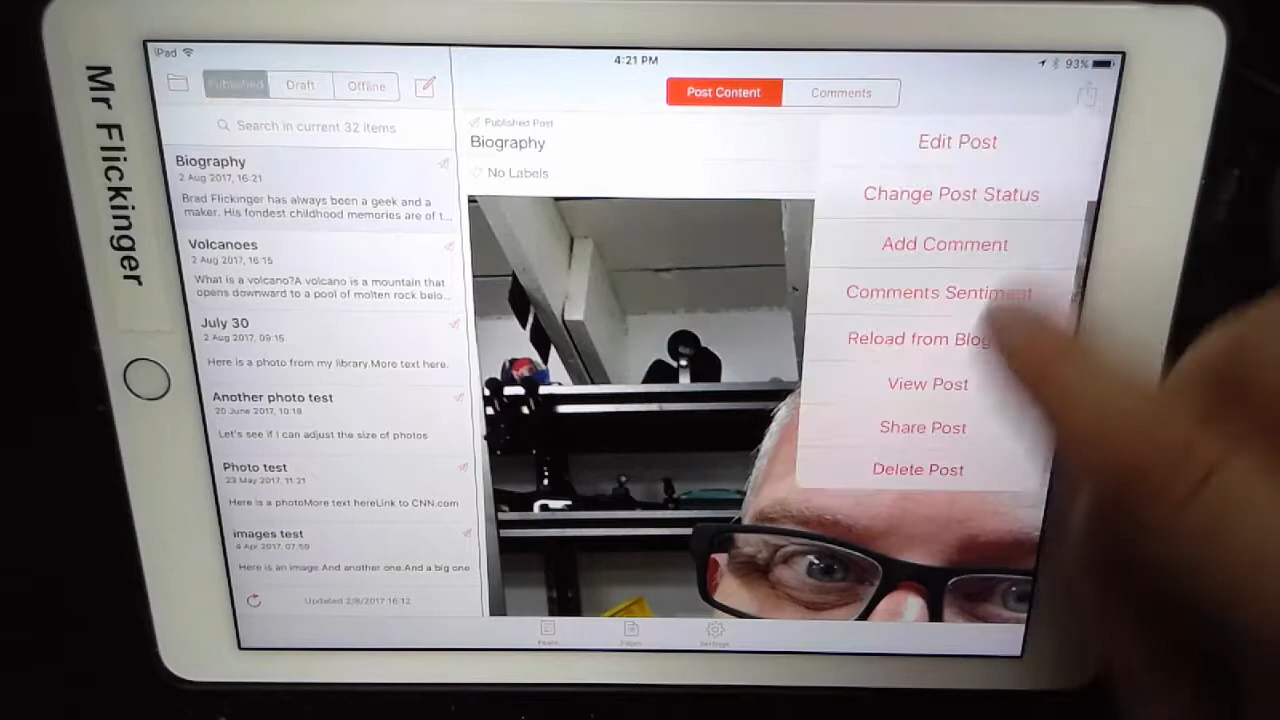 Mr Flickinger
iPad
4:21 PM
93%
Published
Draft
Offline
Search in current 32 items
Biography
2 Aug 2017, 16:21
Brad Flickinger has always been a geek and a
maker. His fondest childhood memories are of t...
Volcanoes
2 Aug 2017, 16:15
What is a volcano?A volcano is a mountain that
opens downward to a pool of molten rock belo...
July 30
2 Aug 2017, 09:15
Here is a photo from my library.More text here.
Another photo test
20 June 2017, 10:18
Let's see if I can adjust the size of photos
Photo test
23 May 2017, 11:21
Here is a photoMore text hereLink to CNN.com
images test
4 Apr 2017, 07:50
Here is an image.And another one.And a big one
Updated 2/8/2017 16:12
Post Content
Comments
Published Post
Biography
No Labels
Edit Post
Change Post Status
Add Comment
Comments Sentiment
Reload from Blog
View Post
Share Post
Delete Post
Posts
Pages
Settings